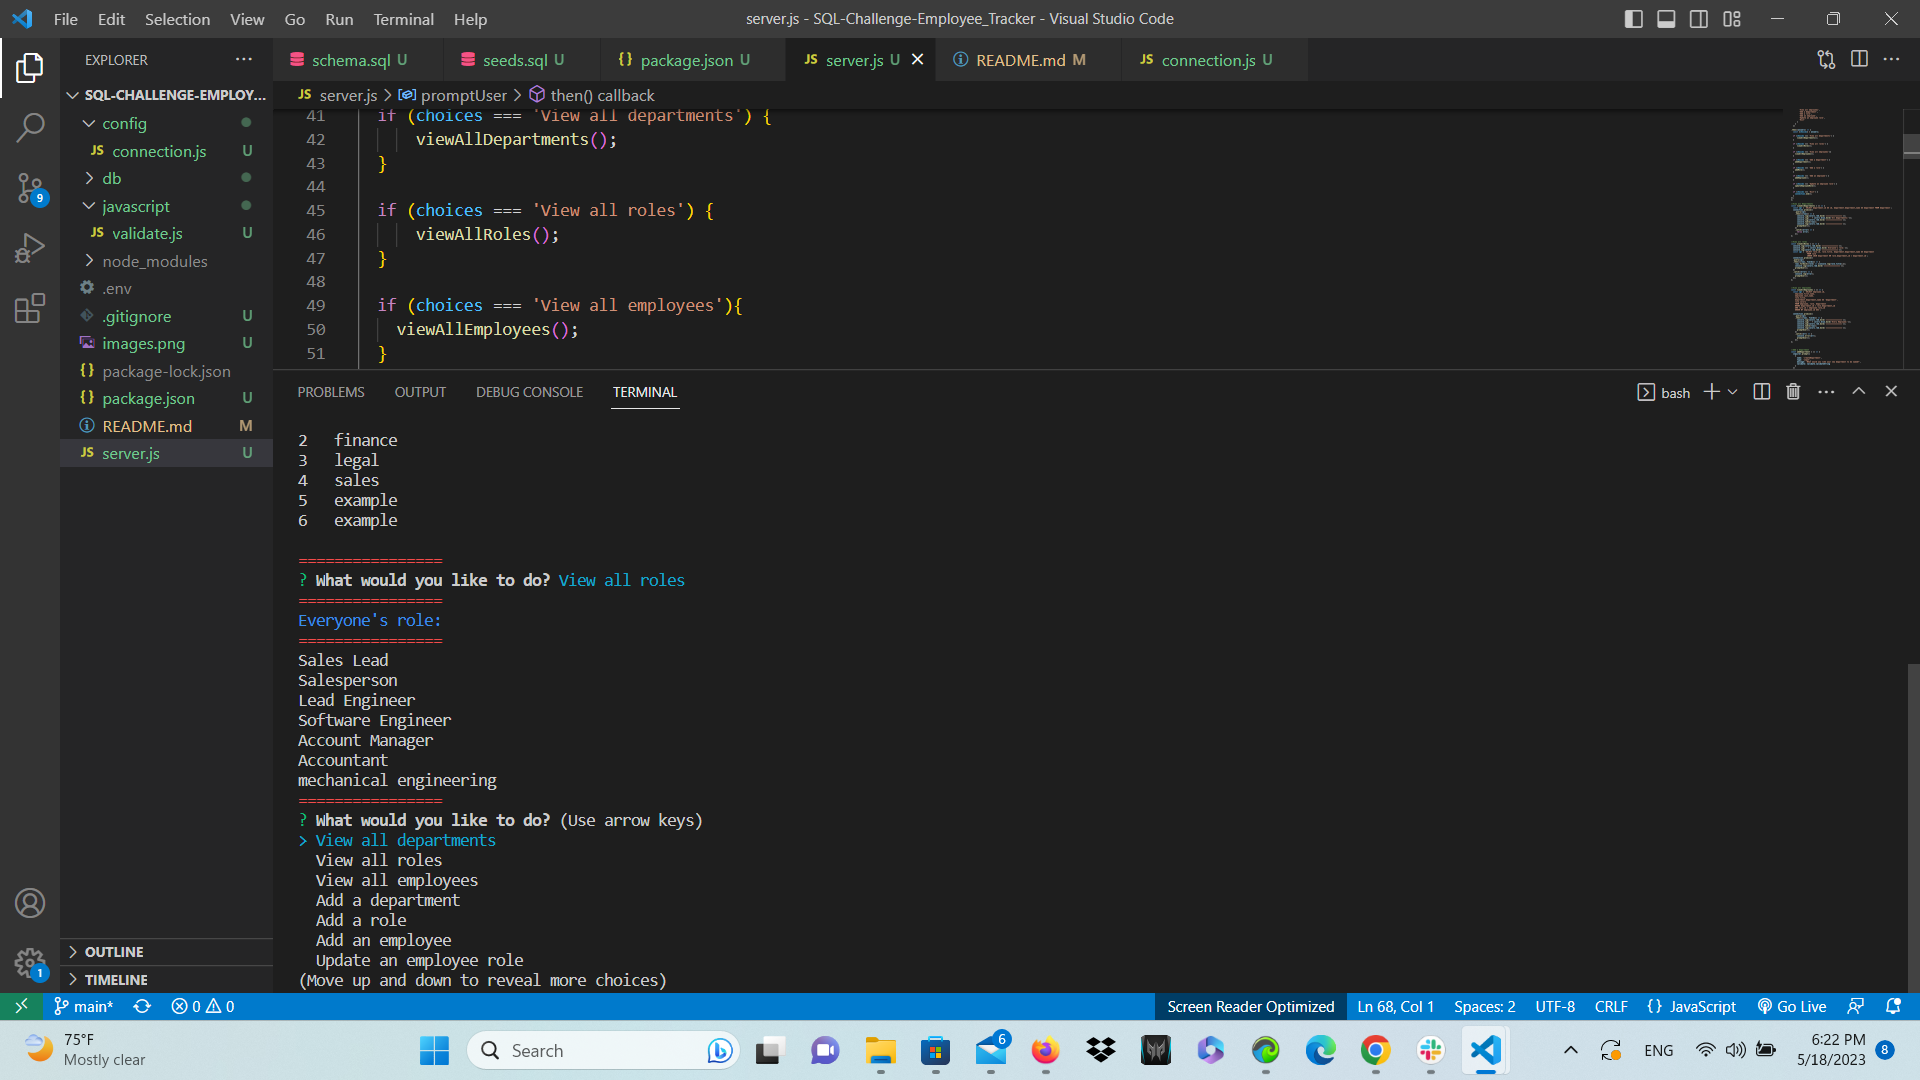 File Edit Selection View Go Run Terminal Help
server.js - SQL-Challenge-Employee_Tracker - Visual Studio Code
EXPLORER
schema.sql U
seeds.sql U
{} package.json U
JS server.js U
README.md M
JS connection.js U
SQL-CHALLENGE-EMPLOY...
config
JS connection.js U
db
javascript
JS validate.js U
node_modules
.env
.gitignore U
images.png U
{} package-lock.json
{} package.json U
README.md M
JS server.js U
OUTLINE
TIMELINE
9
1
JS server.js > promptUser > then() callback
41 if (choices === 'View all departments') {
42 viewAllDepartments();
43 }
44
45 if (choices === 'View all roles') {
46 viewAllRoles();
47 }
48
49 if (choices === 'View all employees'){
50 viewAllEmployees();
51 }
PROBLEMS OUTPUT DEBUG CONSOLE TERMINAL
bash
2 finance
3 legal
4 sales
5 example
6 example
================
? What would you like to do? View all roles
================
Everyone's role:
================
Sales Lead
Salesperson
Lead Engineer
Software Engineer
Account Manager
Accountant
mechanical engineering
================
? What would you like to do? (Use arrow keys)
> View all departments
View all roles
View all employees
Add a department
Add a role
Add an employee
Update an employee role
(Move up and down to reveal more choices)
main* 0 0
Screen Reader Optimized Ln 68, Col 1 Spaces: 2 UTF-8 CRLF {} JavaScript Go Live
75°F
Mostly clear
Search
6
ENG
6:22 PM
5/18/2023
8